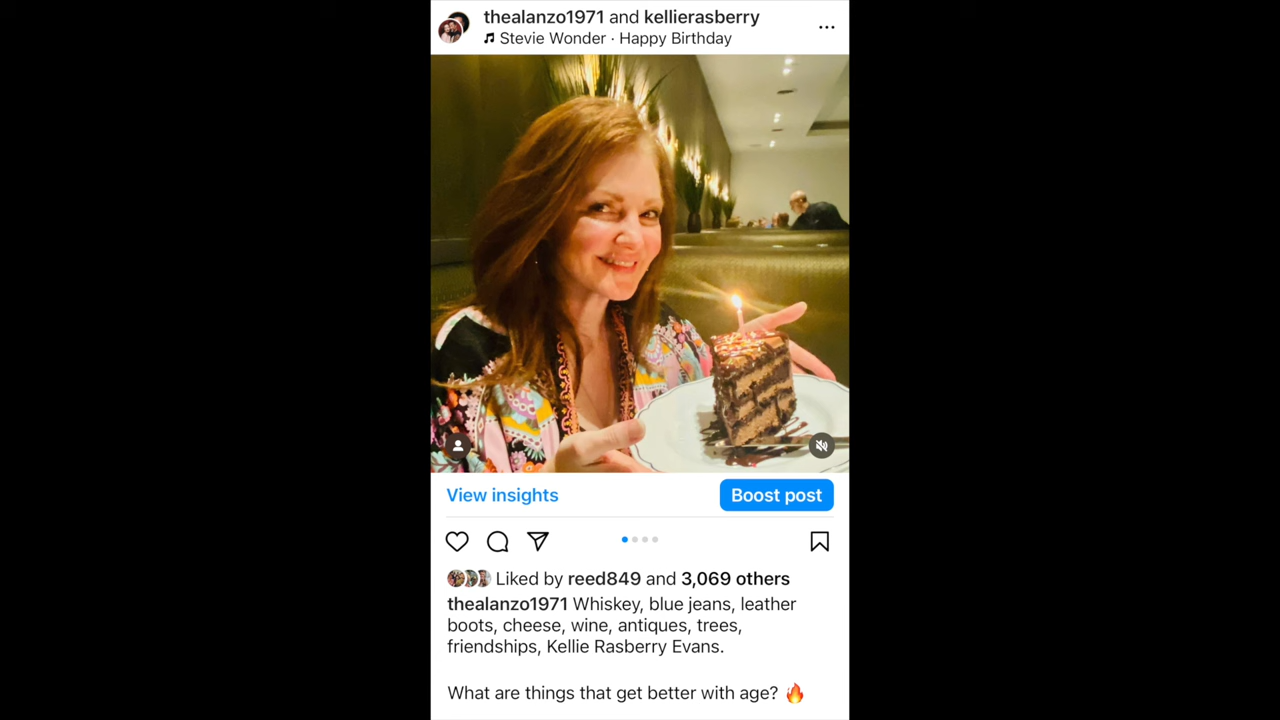 thealanzo1971 and kellierasberry
Stevie Wonder · Happy Birthday
View insights
Boost post
Liked by reed849 and 3,069 others
thealanzo1971 Whiskey, blue jeans, leather
boots, cheese, wine, antiques, trees,
friendships, Kellie Rasberry Evans.
What are things that get better with age? 🔥